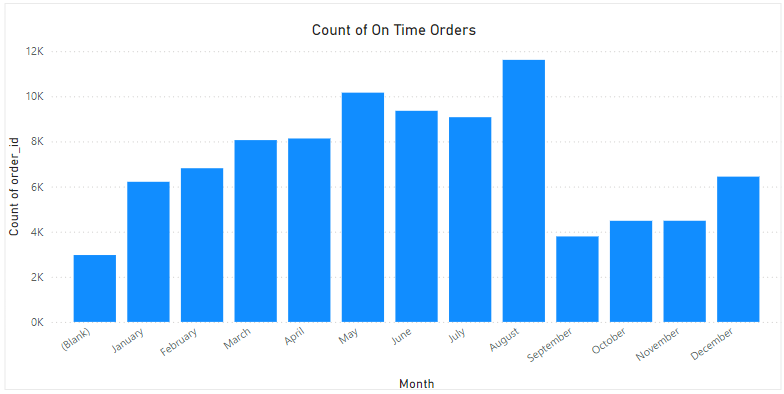 Count of On Time Orders
Count of order_id
12K
10K
8K
6K
4K
2K
0K
(Blank)
January
February
March
April
May
June
July
August
September
October
November
December
Month